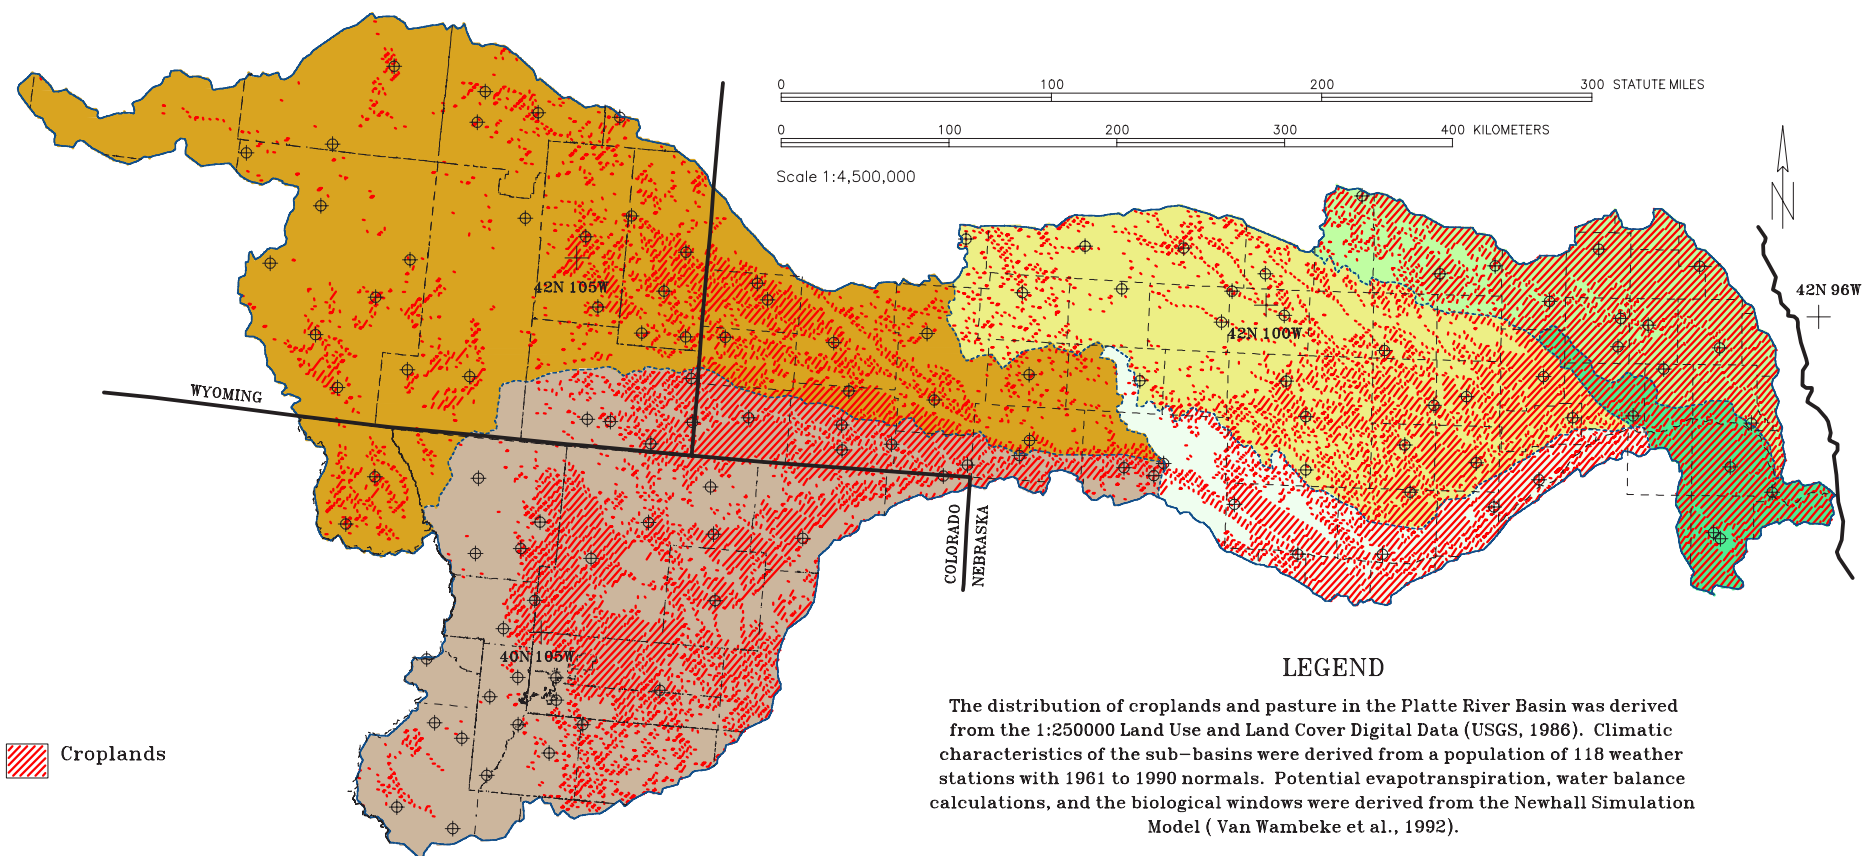 0 100 200 300 STATUTE MILES
0 100 200 300 400 KILOMETERS
Scale 1:4,500,000
N
42N 96W
42N 105W
42N 100W
WYOMING
COLORADO
NEBRASKA
40N 105W
Croplands
LEGEND
The distribution of croplands and pasture in the Platte River Basin was derived
from the 1:250000 Land Use and Land Cover Digital Data (USGS, 1986). Climatic
characteristics of the sub-basins were derived from a population of 118 weather
stations with 1961 to 1990 normals. Potential evapotranspiration, water balance
calculations, and the biological windows were derived from the Newhall Simulation
Model ( Van Wambeke et al., 1992).